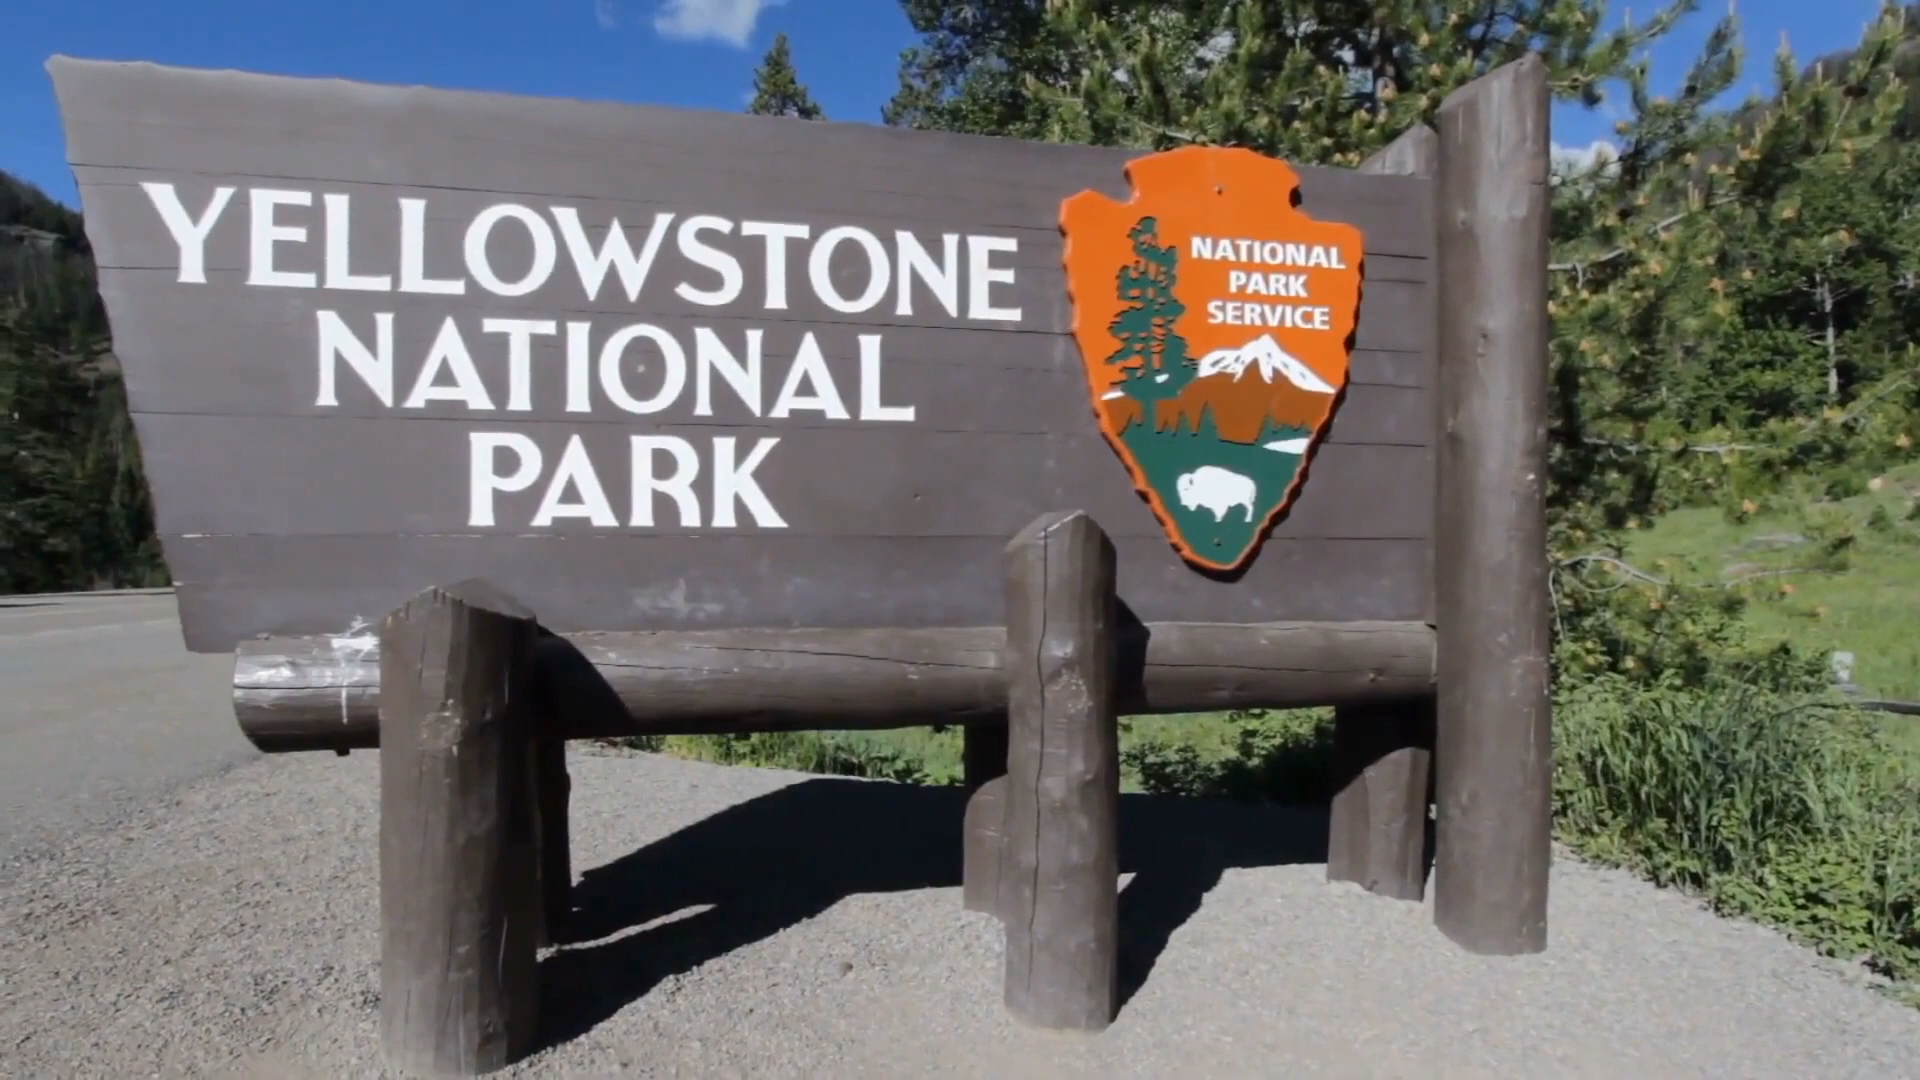 YELLOWSTONE
NATIONAL
PARK
NATIONAL
PARK
SERVICE